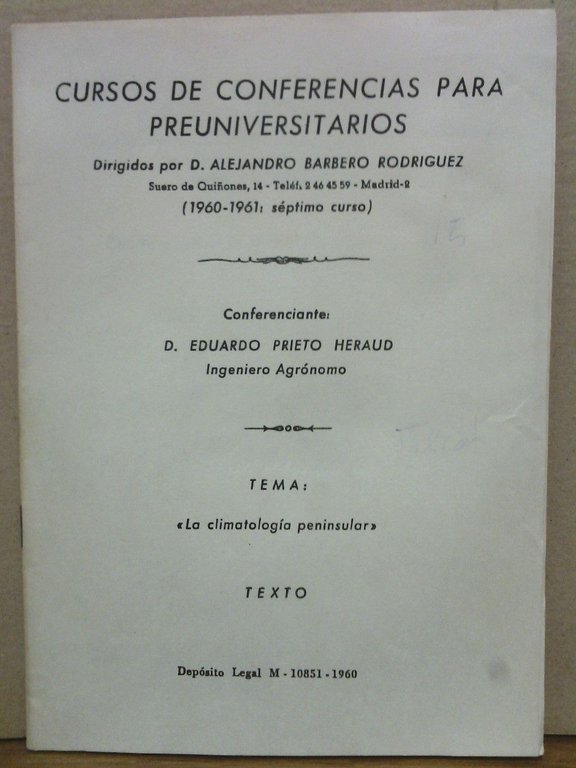 CURSOS DE CONFERENCIAS PARA
PREUNIVERSITARIOS
Dirigidos por D. ALEJANDRO BARBERO RODRIGUEZ
Suero de Quiñones, 14 - Teléf. 2 46 45 59 - Madrid-2
(1960-1961: séptimo curso)
Conferenciante:
D. EDUARDO PRIETO HERAUD
Ingeniero Agrónomo
TEMA:
«La climatología peninsular»
TEXTO
Depósito Legal M - 10851 - 1960